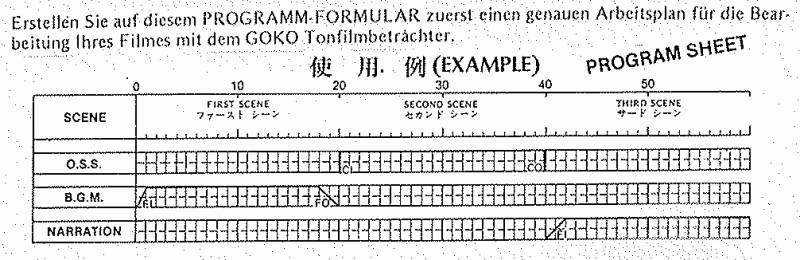 Erstellen Sie auf diesem PROGRAMM-FORMULAR zuerst einen genauen Arbeitsplan für die Bear-
beitung Ihres Filmes mit dem GOKO Tonfilmbetrachter.
使 用 例 (EXAMPLE) PROGRAM SHEET
0 10 20 30 40 50
SCENE FIRST SCENE SECOND SCENE THIRD SCENE
ファースト シーン セカンド シーン サード シーン
O.S.S. CI CO
B.G.M. FI FO
NARRATION FI